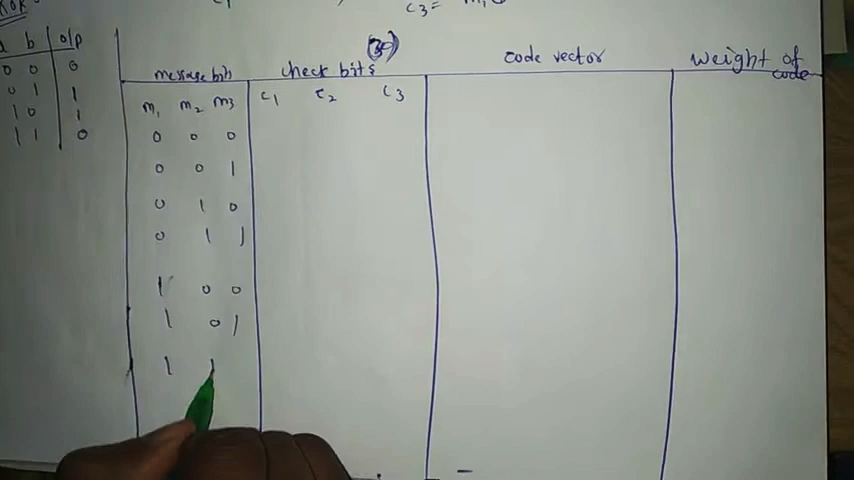 C1
C3 = m1
a b o/p
0 0 0
0 1 1
1 0 1
1 1 0
message bits check bits code vector weight of code
m1 m2 m3 C1 C2 C3
0 0 0
0 0 1
0 1 0
0 1 1
1 0 0
1 0 1
1 1